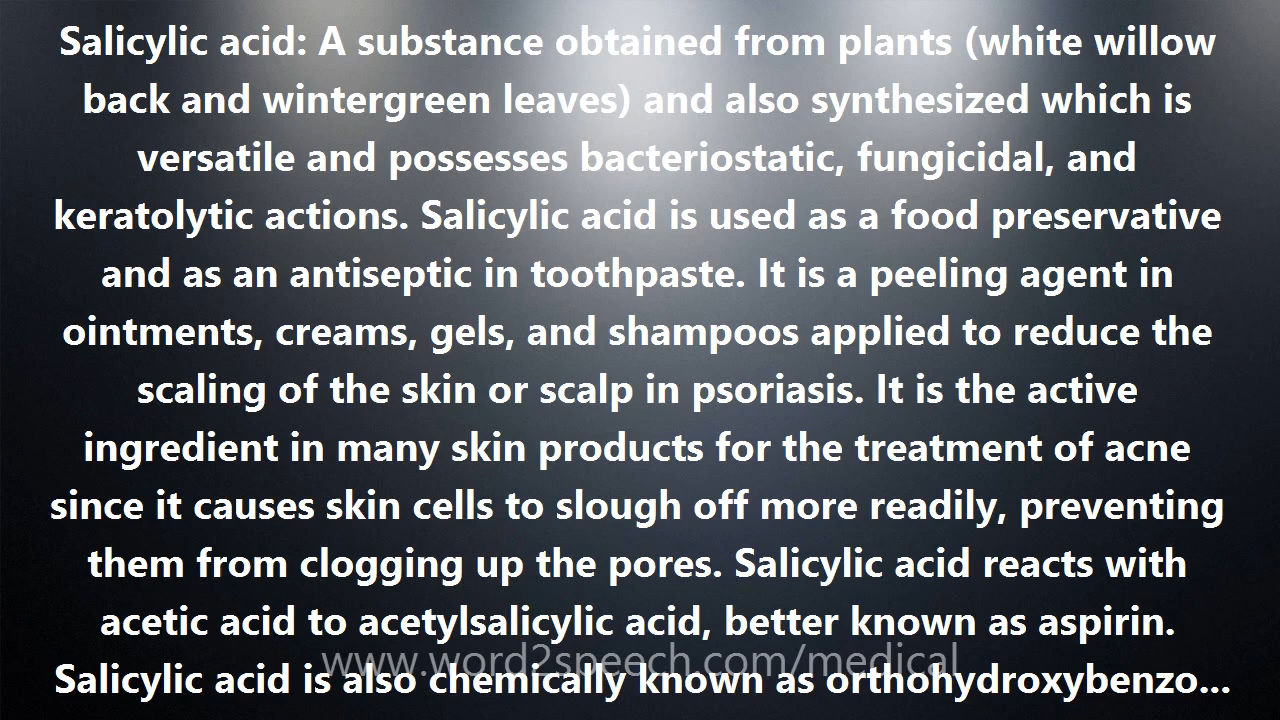 Salicylic acid: A substance obtained from plants (white willow
back and wintergreen leaves) and also synthesized which is
versatile and possesses bacteriostatic, fungicidal, and
keratolytic actions. Salicylic acid is used as a food preservative
and as an antiseptic in toothpaste. It is a peeling agent in
ointments, creams, gels, and shampoos applied to reduce the
scaling of the skin or scalp in psoriasis. It is the active
ingredient in many skin products for the treatment of acne
since it causes skin cells to slough off more readily, preventing
them from clogging up the pores. Salicylic acid reacts with
acetic acid to acetylsalicylic acid, better known as aspirin.
www.word2speech.com/medical
Salicylic acid is also chemically known as orthohydroxybenzo...